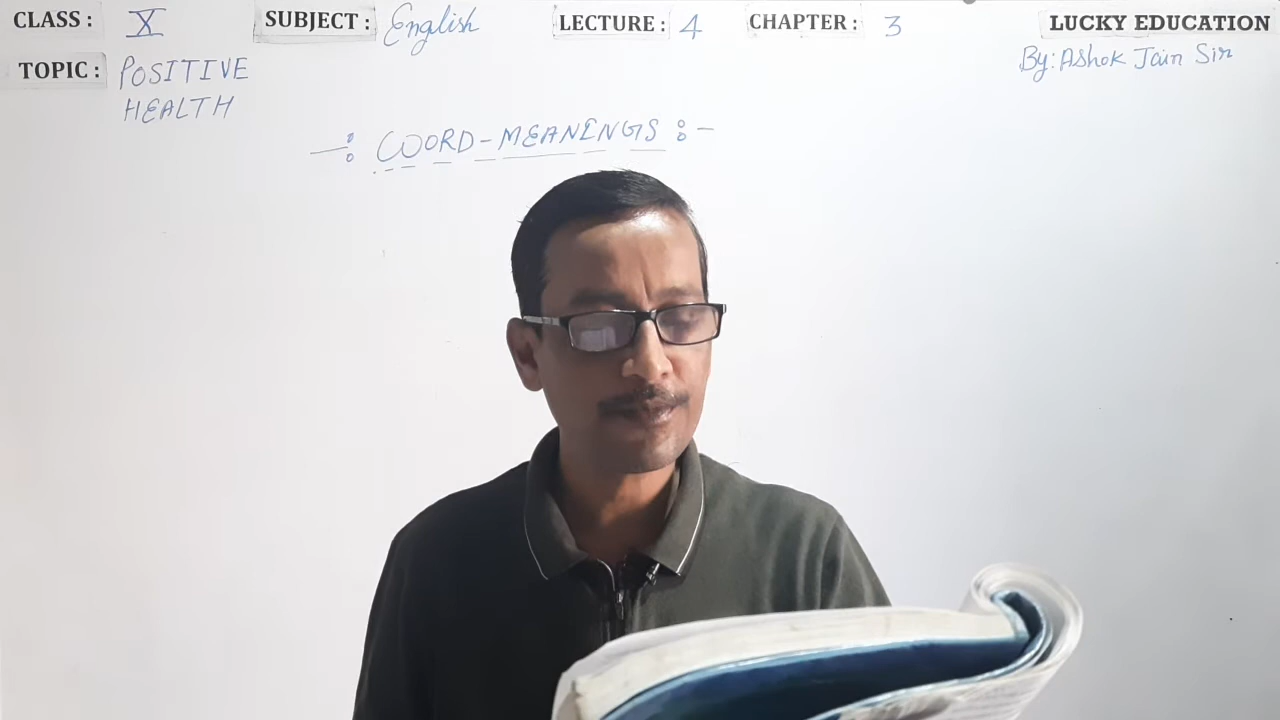 CLASS : X SUBJECT : English LECTURE : 4 CHAPTER : 3 LUCKY EDUCATION
TOPIC : POSITIVE By: Ashok Jain Sir
HEALTH
—: WORD-MEANINGS :-